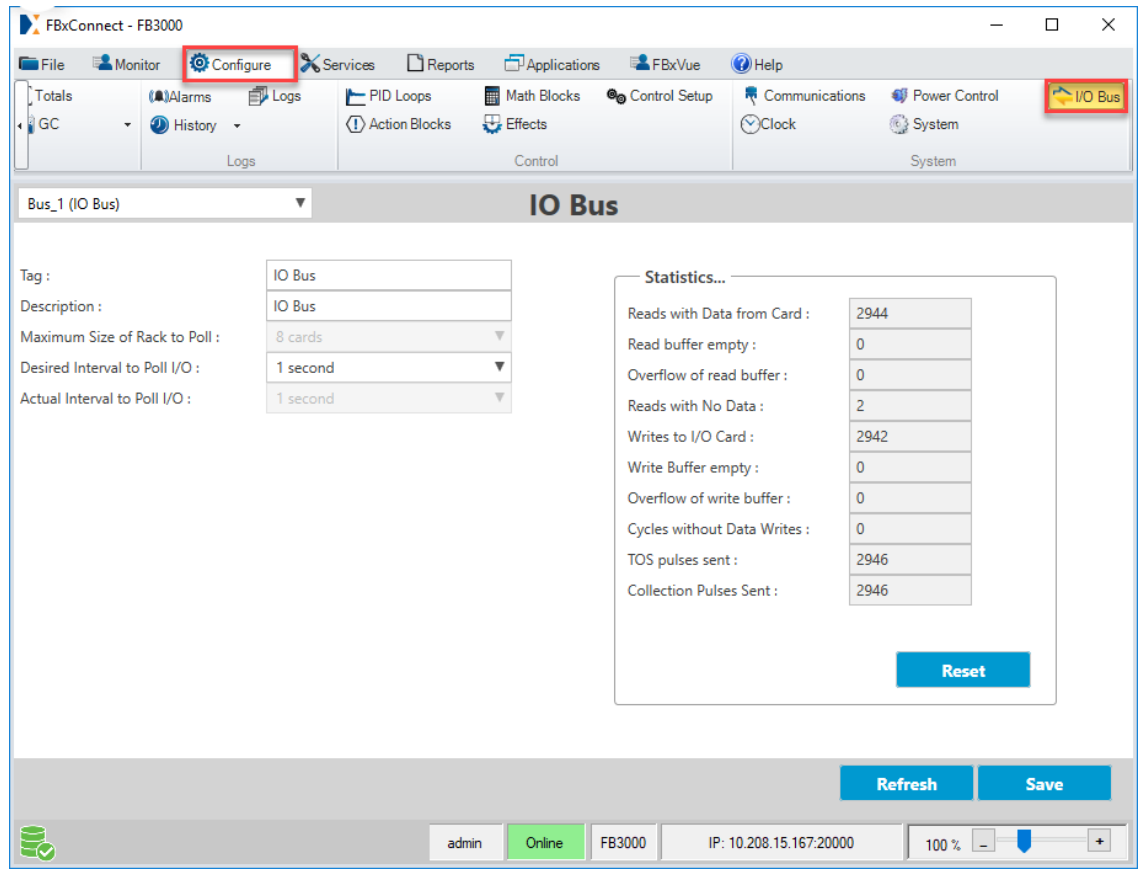 FBxConnect - FB3000
File Monitor Configure Services Reports Applications FBxVue Help
Totals Alarms Logs PID Loops Math Blocks Control Setup Communications Power Control I/O Bus
GC History Action Blocks Effects Clock System
Logs Control System
Bus_1 (IO Bus) IO Bus
Tag : IO Bus
Description : IO Bus
Maximum Size of Rack to Poll : 8 cards
Desired Interval to Poll I/O : 1 second
Actual Interval to Poll I/O : 1 second
Statistics...
Reads with Data from Card : 2944
Read buffer empty : 0
Overflow of read buffer : 0
Reads with No Data : 2
Writes to I/O Card : 2942
Write Buffer empty : 0
Overflow of write buffer : 0
Cycles without Data Writes : 0
TOS pulses sent : 2946
Collection Pulses Sent : 2946
Reset
Refresh Save
admin Online FB3000 IP: 10.208.15.167:20000 100 % - +